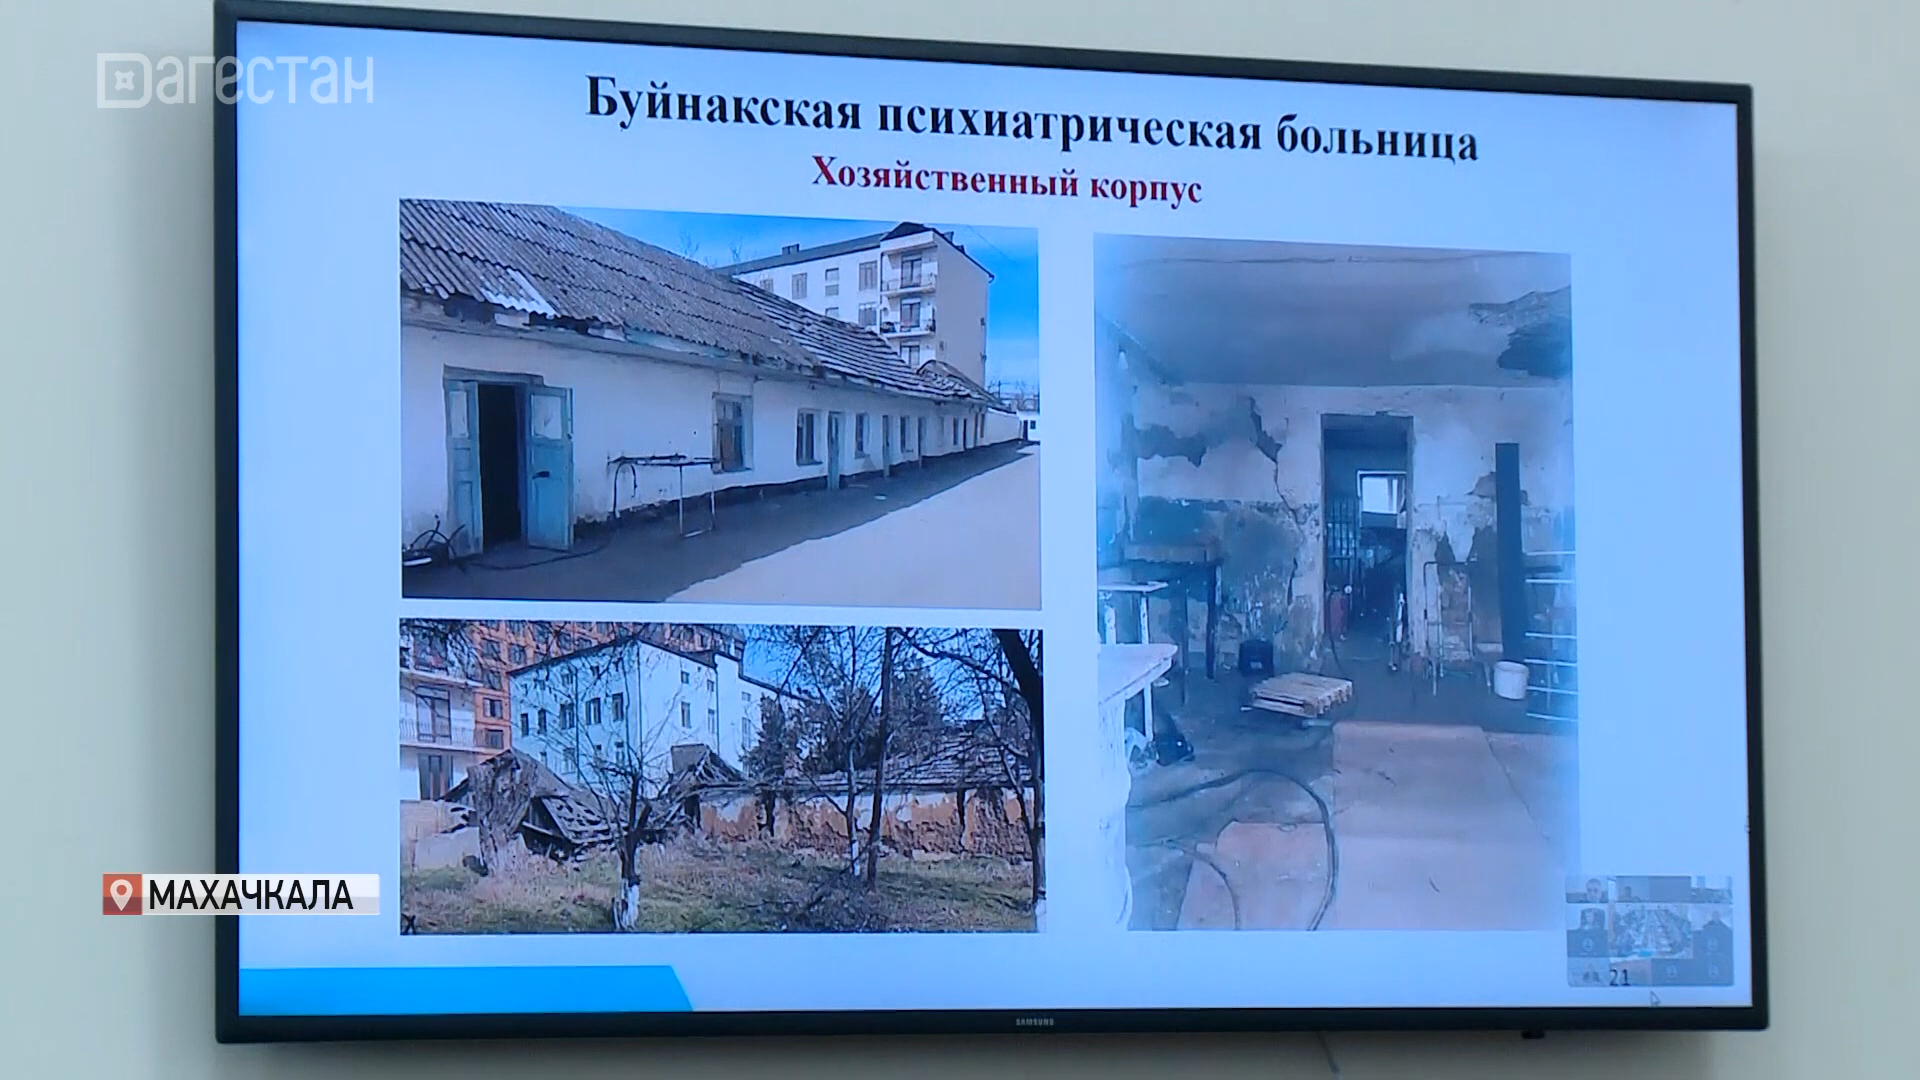 Дагестан
Буйнакская психиатрическая больница
Хозяйственный корпус
МАХАЧКАЛА
21
SAMSUNG